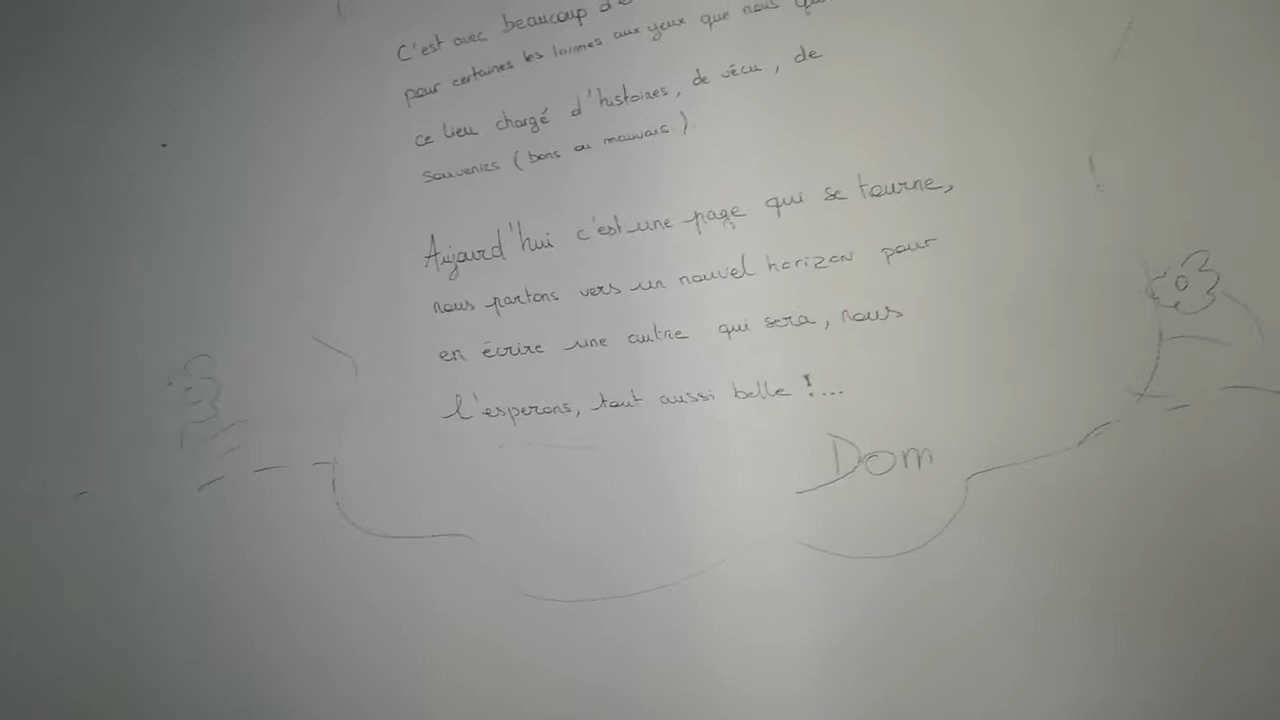 C'est avec beaucoup
pour certaines les larmes aux yeux que nous
ce lieu chargé d'histoires, de vécu, de
souvenirs (bons ou mauvais.)
Aujourd'hui c'est une page qui se tourne,
nous partons vers un nouvel horizon pour
en écrire une autre qui sera, nous
l'esperons, tout aussi belle !...
Dom